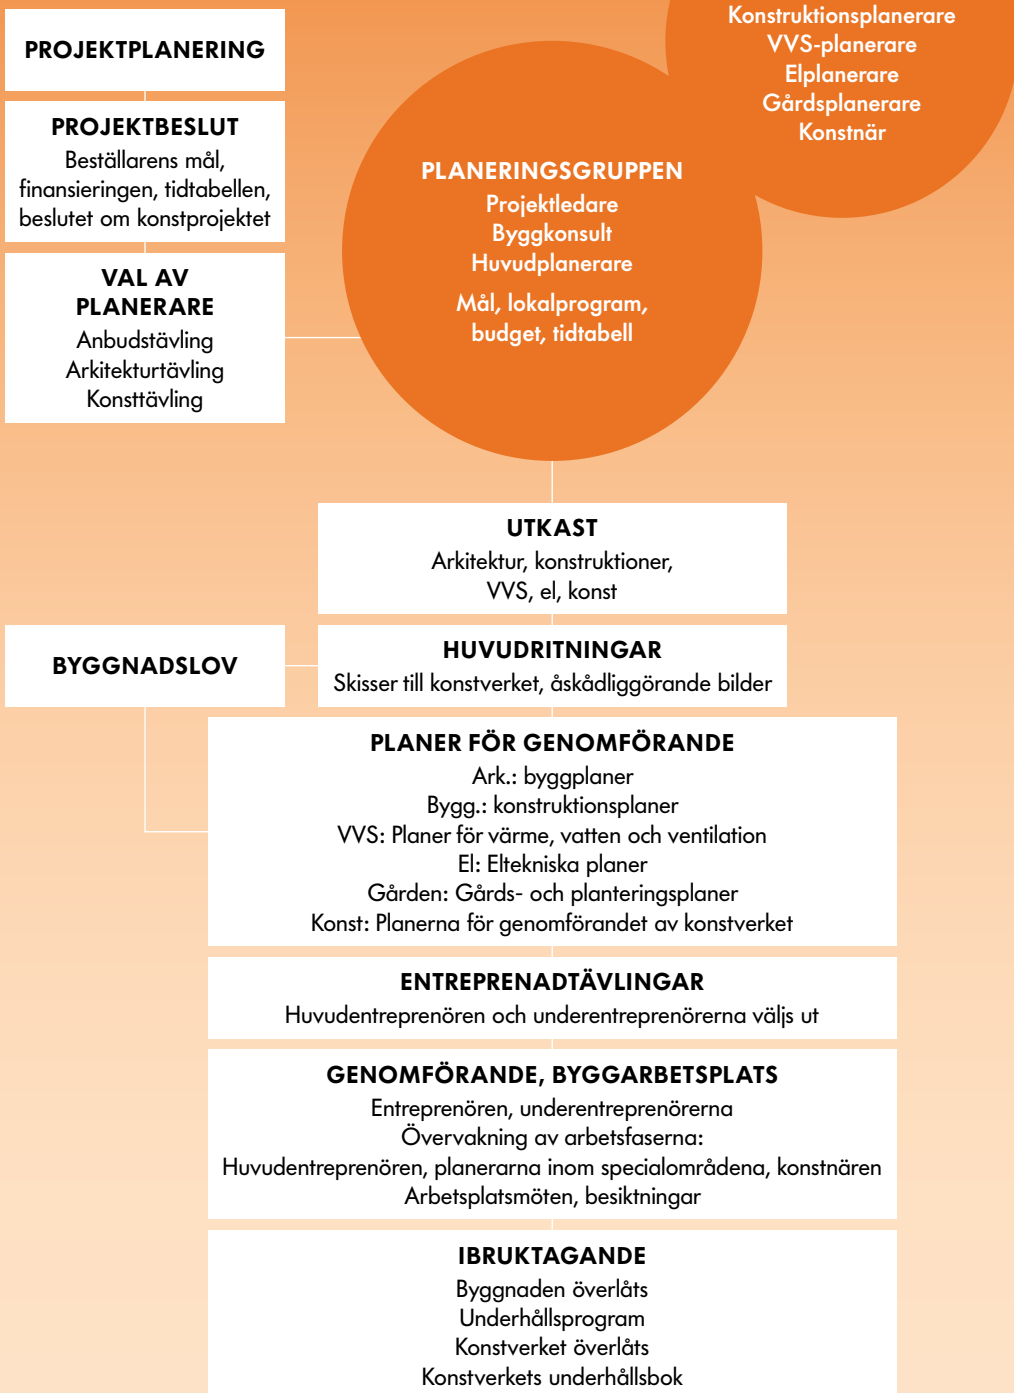 PROJEKTPLANERING
PROJEKTBESLUT
Beställarens mål,
finansieringen, tidtabellen,
beslutet om konstprojektet
VAL AV
PLANERARE
Anbudstävling
Arkitekturtävling
Konsttävling
Konstruktionsplanerare
VVS-planerare
Elplanerare
Gårdsplanerare
Konstnär
PLANERINGSGRUPPEN
Projektledare
Byggkonsult
Huvudplanerare
Mål, lokalprogram,
budget, tidtabell
UTKAST
Arkitektur, konstruktioner,
VVS, el, konst
BYGGNADSLOV
HUVUDRITNINGAR
Skisser till konstverket, åskådliggörande bilder
PLANER FÖR GENOMFÖRANDE
Ark.: byggplaner
Bygg.: konstruktionsplaner
VVS: Planer för värme, vatten och ventilation
El: Eltekniska planer
Gården: Gårds- och planteringsplaner
Konst: Planerna för genomförandet av konstverket
ENTREPRENADTÄVLINGAR
Huvudentreprenören och underentreprenörerna väljs ut
GENOMFÖRANDE, BYGGARBETSPLATS
Entreprenören, underentreprenörerna
Övervakning av arbetsfaserna:
Huvudentreprenören, planerarna inom specialområdena, konstnären
Arbetsplatsmöten, besiktningar
IBRUKTAGANDE
Byggnaden överlåts
Underhållsprogram
Konstverket överlåts
Konstverkets underhållsbok